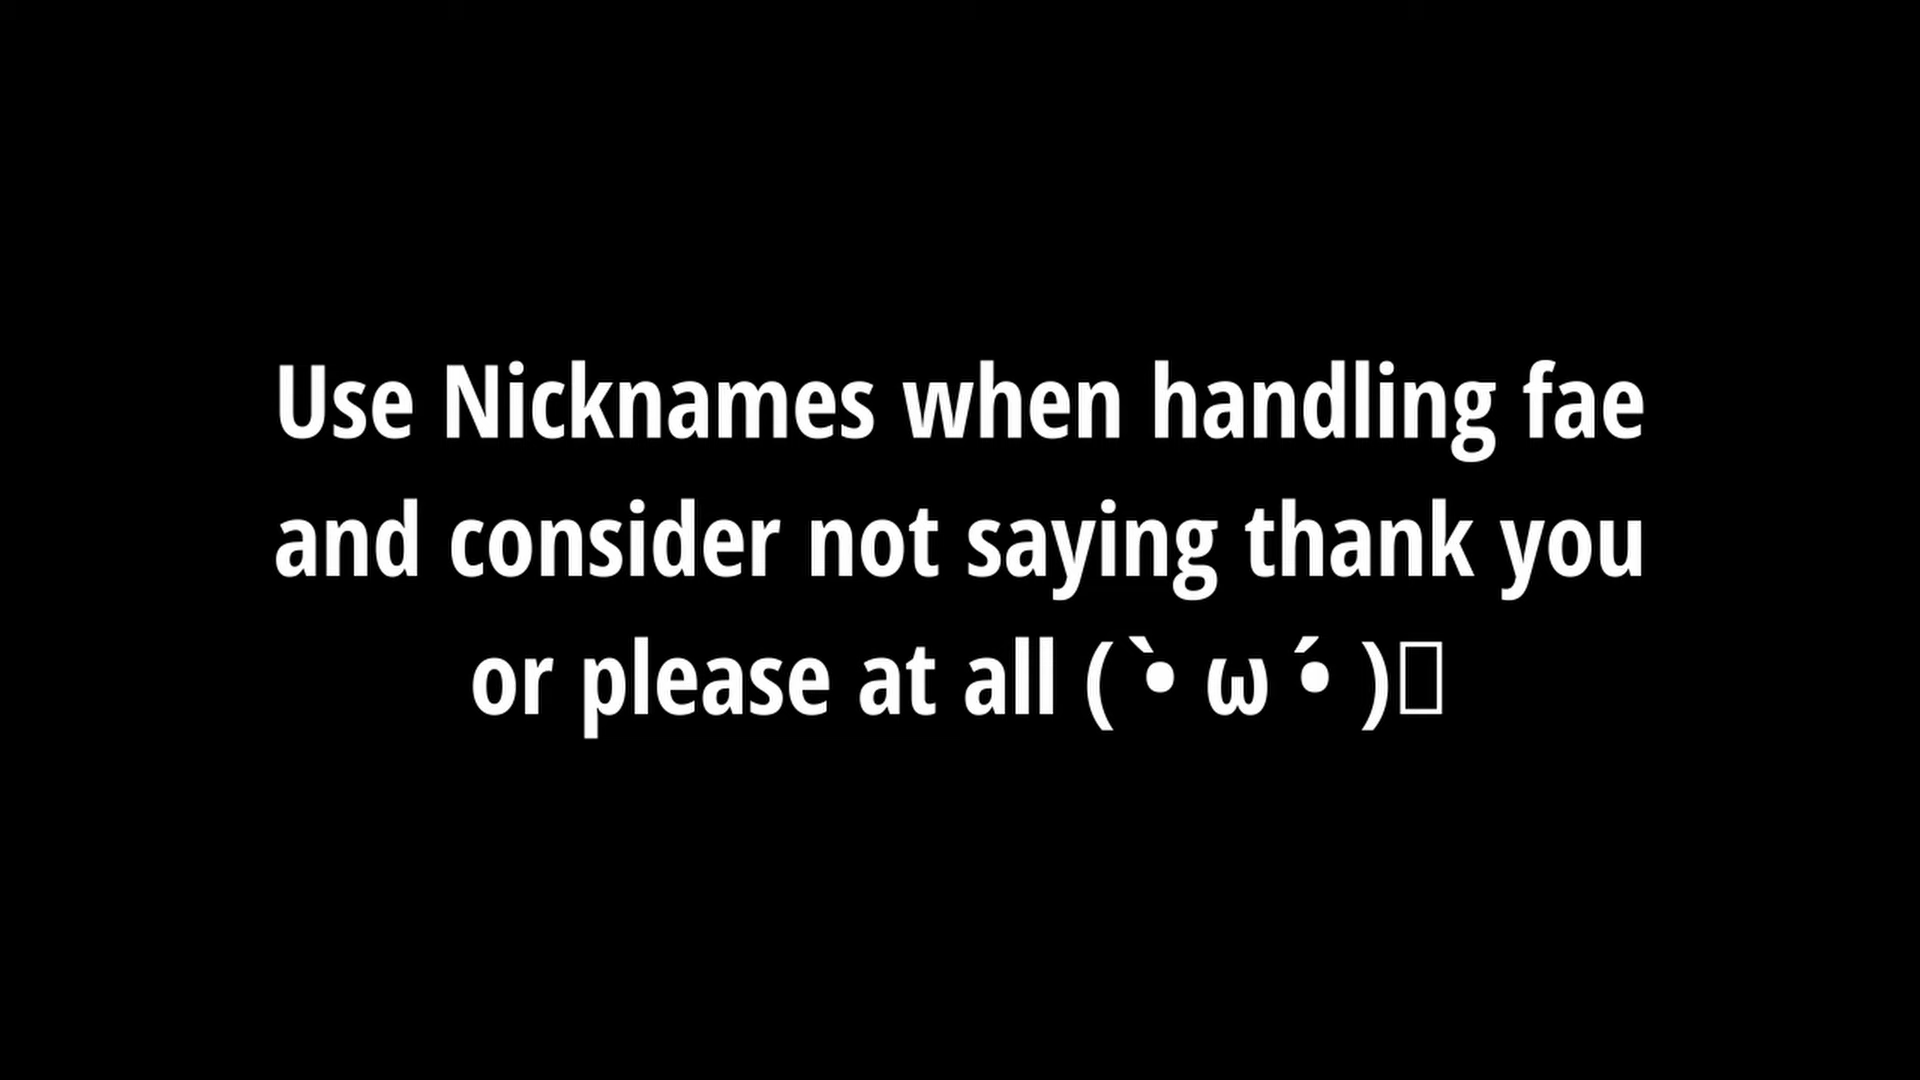 Use Nicknames when handling fae
and consider not saying thank you
or please at all (•̀ ω •́ )▯